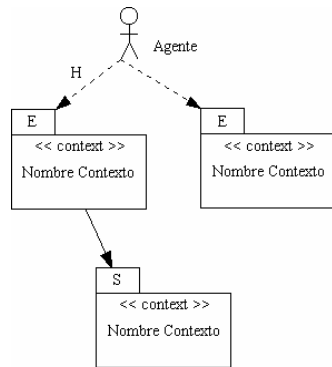 Agente
H
E
<< context >>
Nombre Contexto
E
<< context >>
Nombre Contexto
S
<< context >>
Nombre Contexto